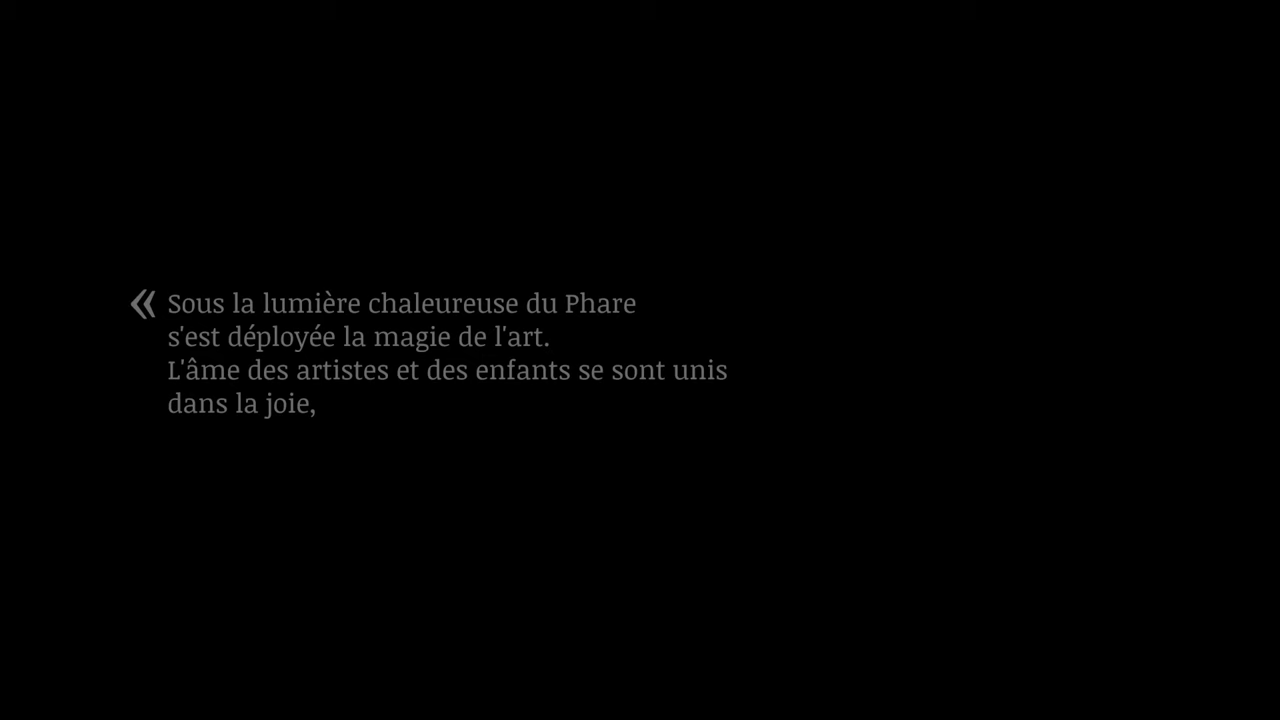 « Sous la lumière chaleureuse du Phare
s'est déployée la magie de l'art.
L'âme des artistes et des enfants se sont unis
dans la joie,